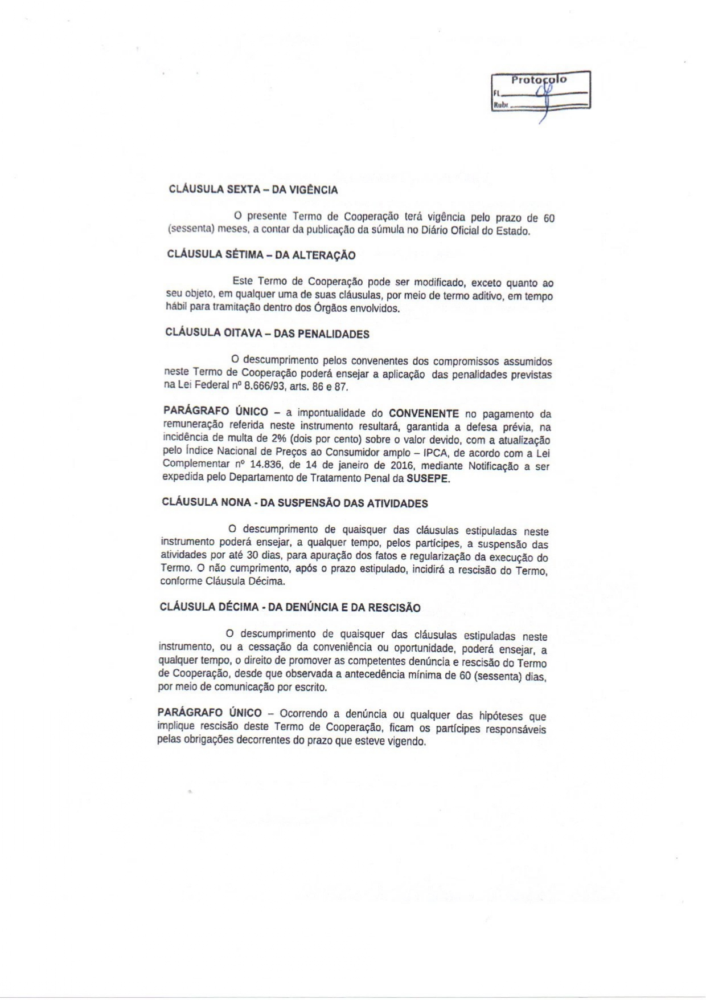 Protocolo
FL
Rubr
CLÁUSULA SEXTA – DA VIGÊNCIA
O presente Termo de Cooperação terá vigência pelo prazo de 60
(sessenta) meses, a contar da publicação da súmula no Diário Oficial do Estado.
CLÁUSULA SÉTIMA – DA ALTERAÇÃO
Este Termo de Cooperação pode ser modificado, exceto quanto ao
seu objeto, em qualquer uma de suas cláusulas, por meio de termo aditivo, em tempo
hábil para tramitação dentro dos Órgãos envolvidos.
CLÁUSULA OITAVA – DAS PENALIDADES
O descumprimento pelos convenentes dos compromissos assumidos
neste Termo de Cooperação poderá ensejar a aplicação das penalidades previstas
na Lei Federal nº 8.666/93, arts. 86 e 87.
PARÁGRAFO ÚNICO – a impontualidade do CONVENENTE no pagamento da
remuneração referida neste instrumento resultará, garantida a defesa prévia, na
incidência de multa de 2% (dois por cento) sobre o valor devido, com a atualização
pelo Índice Nacional de Preços ao Consumidor amplo – IPCA, de acordo com a Lei
Complementar nº 14.836, de 14 de janeiro de 2016, mediante Notificação a ser
expedida pelo Departamento de Tratamento Penal da SUSEPE.
CLÁUSULA NONA - DA SUSPENSÃO DAS ATIVIDADES
O descumprimento de quaisquer das cláusulas estipuladas neste
instrumento poderá ensejar, a qualquer tempo, pelos partícipes, a suspensão das
atividades por até 30 dias, para apuração dos fatos e regularização da execução do
Termo. O não cumprimento, após o prazo estipulado, incidirá a rescisão do Termo,
conforme Cláusula Décima.
CLÁUSULA DÉCIMA - DA DENÚNCIA E DA RESCISÃO
O descumprimento de quaisquer das cláusulas estipuladas neste
instrumento, ou a cessação da conveniência ou oportunidade, poderá ensejar, a
qualquer tempo, o direito de promover as competentes denúncia e rescisão do Termo
de Cooperação, desde que observada a antecedência mínima de 60 (sessenta) dias,
por meio de comunicação por escrito.
PARÁGRAFO ÚNICO – Ocorrendo a denúncia ou qualquer das hipóteses que
implique rescisão deste Termo de Cooperação, ficam os partícipes responsáveis
pelas obrigações decorrentes do prazo que esteve vigendo.